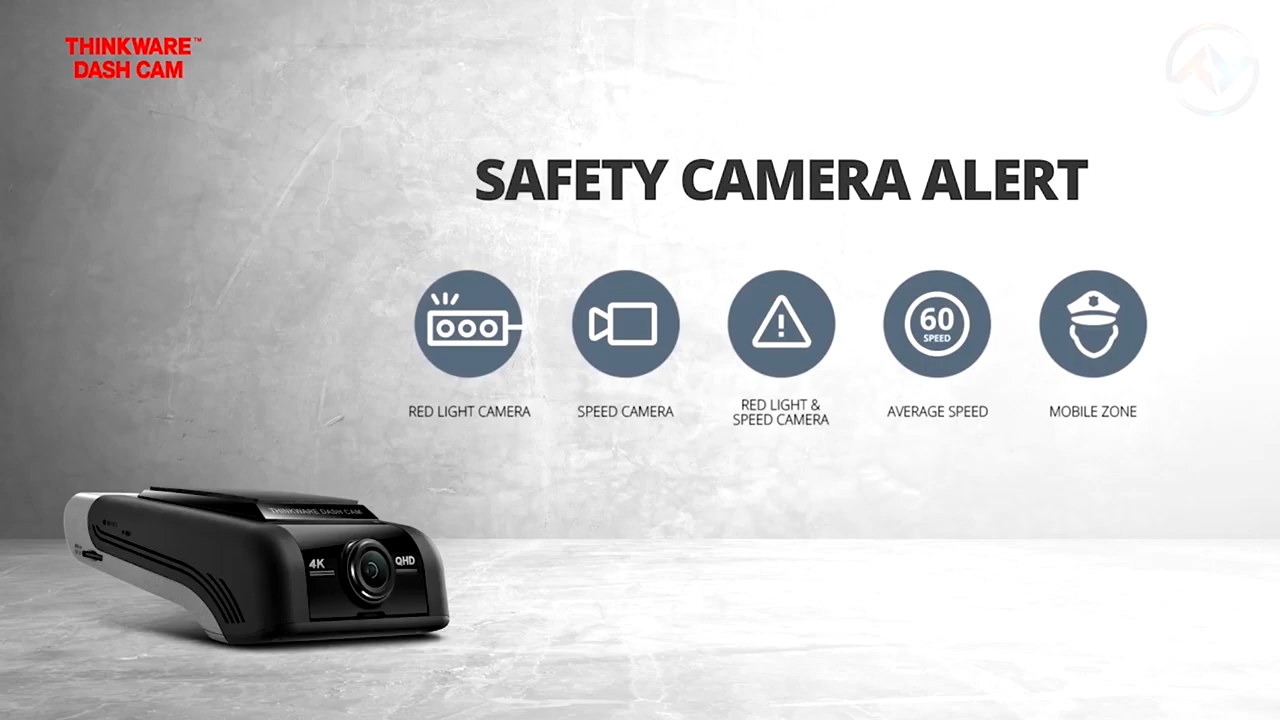 THINKWARE™
DASH CAM
SAFETY CAMERA ALERT
60
SPEED
RED LIGHT CAMERA
SPEED CAMERA
RED LIGHT &
SPEED CAMERA
AVERAGE SPEED
MOBILE ZONE
THINKWARE DASH CAM
4K
QHD